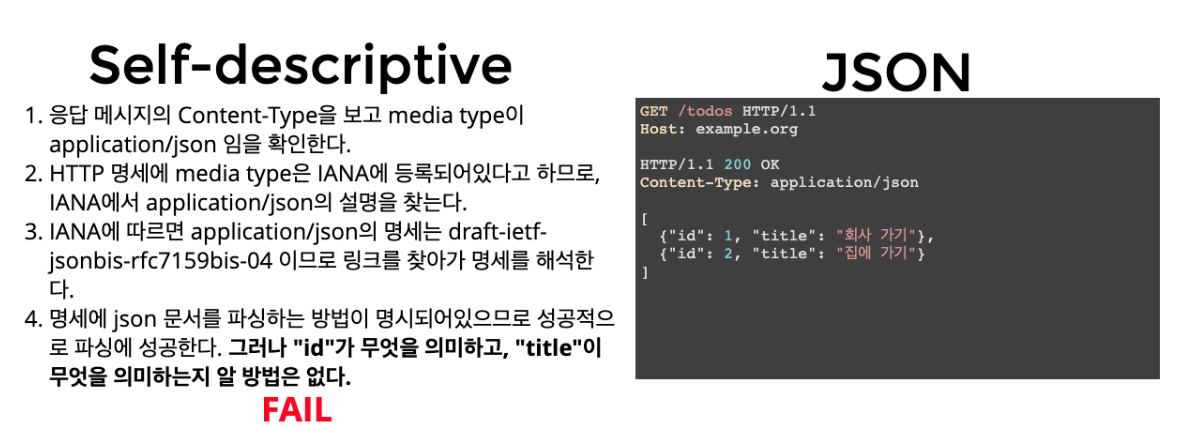 Self-descriptive
1. 응답 메시지의 Content-Type을 보고 media type이
application/json 임을 확인한다.
2. HTTP 명세에 media type은 IANA에 등록되어있다고 하므로,
IANA에서 application/json의 설명을 찾는다.
3. IANA에 따르면 application/json의 명세는 draft-ietf-
jsonbis-rfc7159bis-04 이므로 링크를 찾아가 명세를 해석한
다.
4. 명세에 json 문서를 파싱하는 방법이 명시되어있으므로 성공적으
로 파싱에 성공한다. 그러나 "id"가 무엇을 의미하고, "title"이
무엇을 의미하는지 알 방법은 없다.
FAIL
JSON
GET /todos HTTP/1.1
Host: example.org
HTTP/1.1 200 OK
Content-Type: application/json
[
{"id": 1, "title": "회사 가기"},
{"id": 2, "title": "집에 가기"}
]